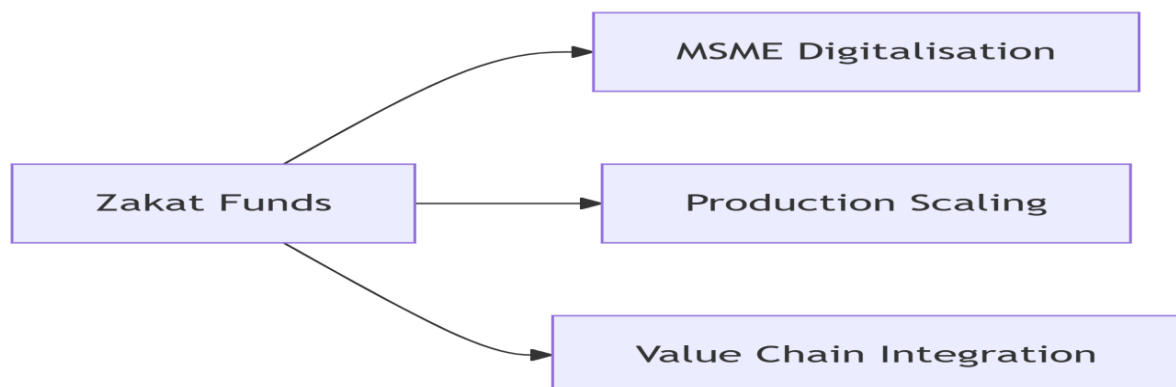 MSME Digitalisation
Zakat Funds
Production Scaling
Value Chain Integration